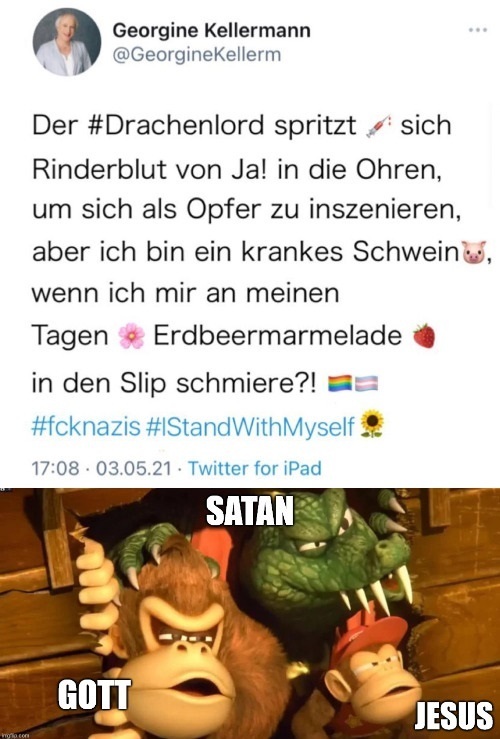 Georgine Kellermann
@GeorgineKellerm
Der #Drachenlord spritzt 💉 sich
Rinderblut von Ja! in die Ohren,
um sich als Opfer zu inszenieren,
aber ich bin ein krankes Schwein🐷,
wenn ich mir an meinen
Tagen 🌸 Erdbeermarmelade 🍓
in den Slip schmiere?! 🏳️‍🌈🏳️‍⚧️
#fcknazis #IStandWithMyself🌻
17:08 · 03.05.21 · Twitter for iPad
SATAN
GOTT
JESUS
imgflip.com